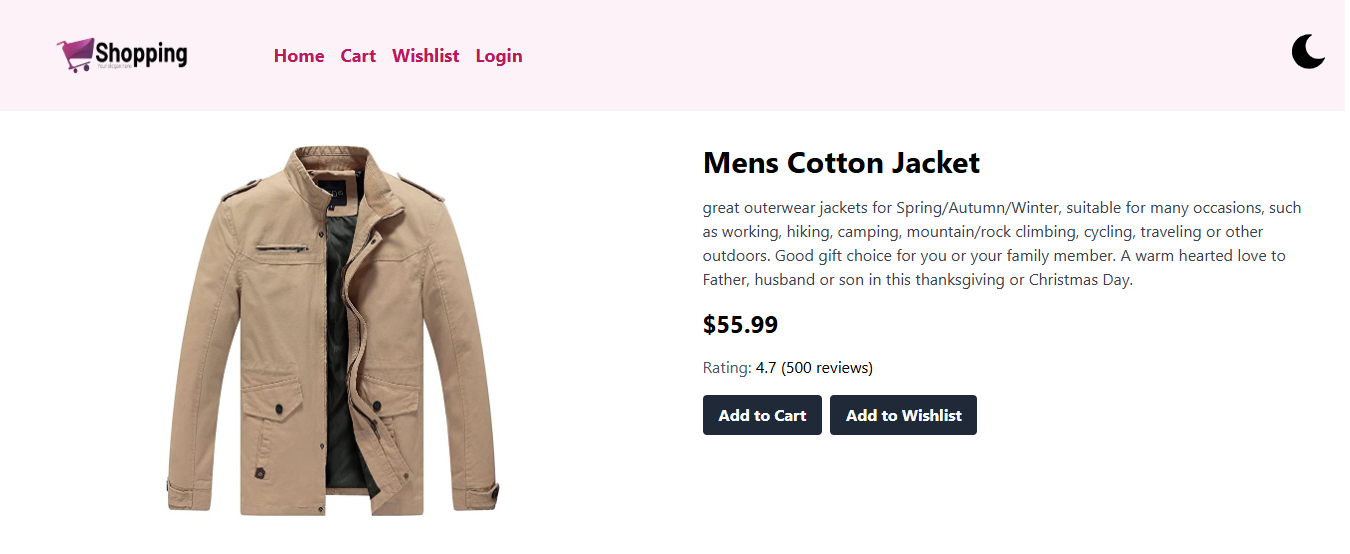 Shopping
Your slogan here
Home Cart Wishlist Login
Mens Cotton Jacket
great outerwear jackets for Spring/Autumn/Winter, suitable for many occasions, such
as working, hiking, camping, mountain/rock climbing, cycling, traveling or other
outdoors. Good gift choice for you or your family member. A warm hearted love to
Father, husband or son in this thanksgiving or Christmas Day.
$55.99
Rating: 4.7 (500 reviews)
Add to Cart Add to Wishlist